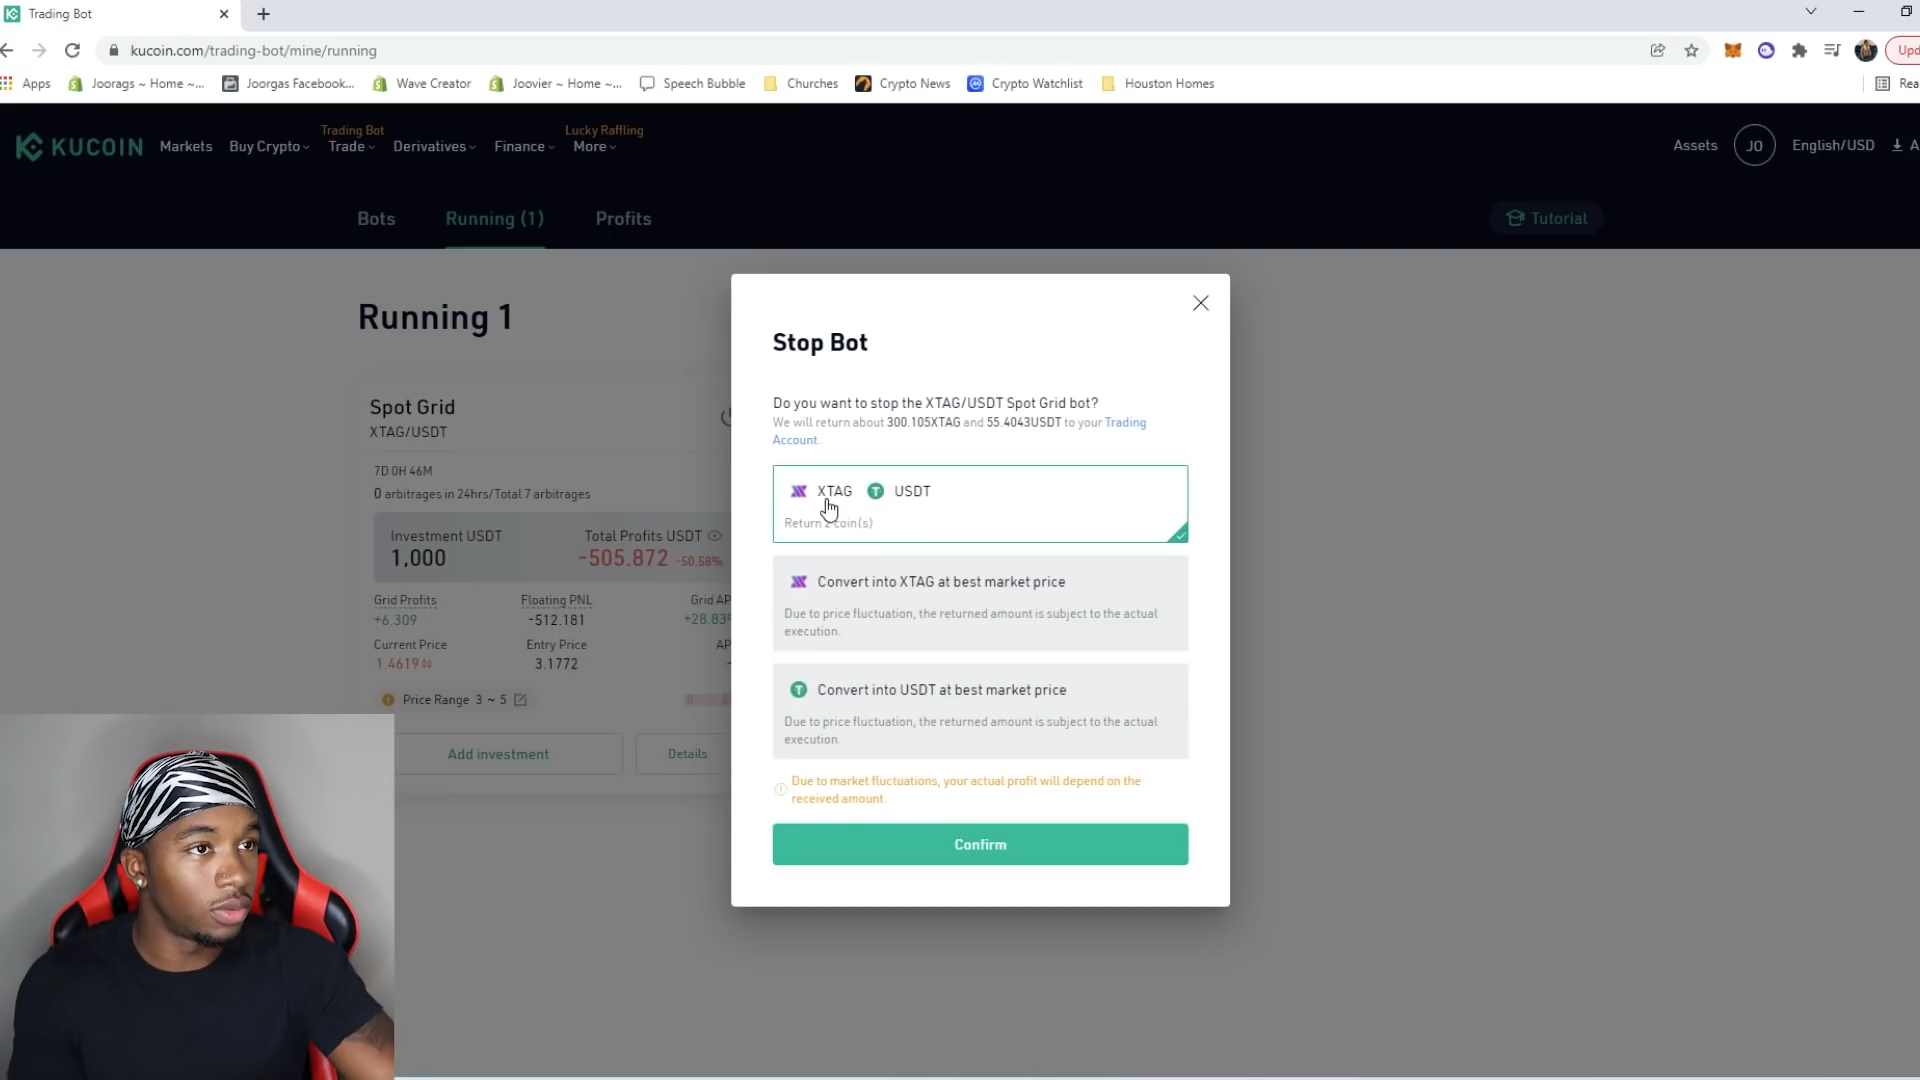 Trading Bot
kucoin.com/trading-bot/mine/running
Apps
Joorags ~ Home ~...
Joorgas Facebook...
Wave Creator
Joovier ~ Home ~...
Speech Bubble
Churches
Crypto News
Crypto Watchlist
Houston Homes
KUCOIN
Markets
Buy Crypto
Trading Bot
Trade
Derivatives
Finance
Lucky Raffling
More
Assets
JO
English/USD
Bots
Running (1)
Profits
Tutorial
Running 1
Spot Grid
XTAG/USDT
7D 0H 46M
0 arbitrages in 24hrs/Total 7 arbitrages
Investment USDT
1,000
Total Profits USDT
-505.872 -50.58%
Grid Profits
+6.309
Floating PNL
-512.181
+28.83%
Current Price
1.4619
Entry Price
3.1772
Price Range 3 ~ 5
Add investment
Details
Stop Bot
Do you want to stop the XTAG/USDT Spot Grid bot?
We will return about 300.105XTAG and 55.4043USDT to your Trading
Account.
XTAG
USDT
Return 2 coin(s)
Convert into XTAG at best market price
Due to price fluctuation, the returned amount is subject to the actual
execution.
Convert into USDT at best market price
Due to price fluctuation, the returned amount is subject to the actual
execution.
Due to market fluctuations, your actual profit will depend on the
received amount.
Confirm